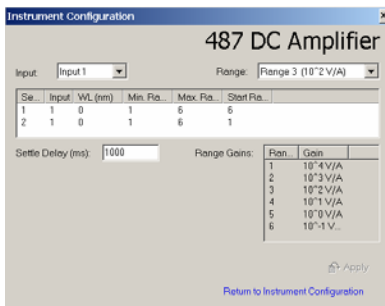 Instrument Configuration
487 DC Amplifier
Input: Input 1 Range: Range 3 (10^2 V/A)
Se... Input WL (nm) Min. Ra... Max. Ra... Start Ra...
1 1 0 1 6 6
2 1 0 1 6 1
Settle Delay (ms): 1000 Range Gains: Ran... Gain
1 10^4 V/A
2 10^3 V/A
3 10^2 V/A
4 10^1 V/A
5 10^0 V/A
6 10^-1 V...
Apply
Return to Instrument Configuration